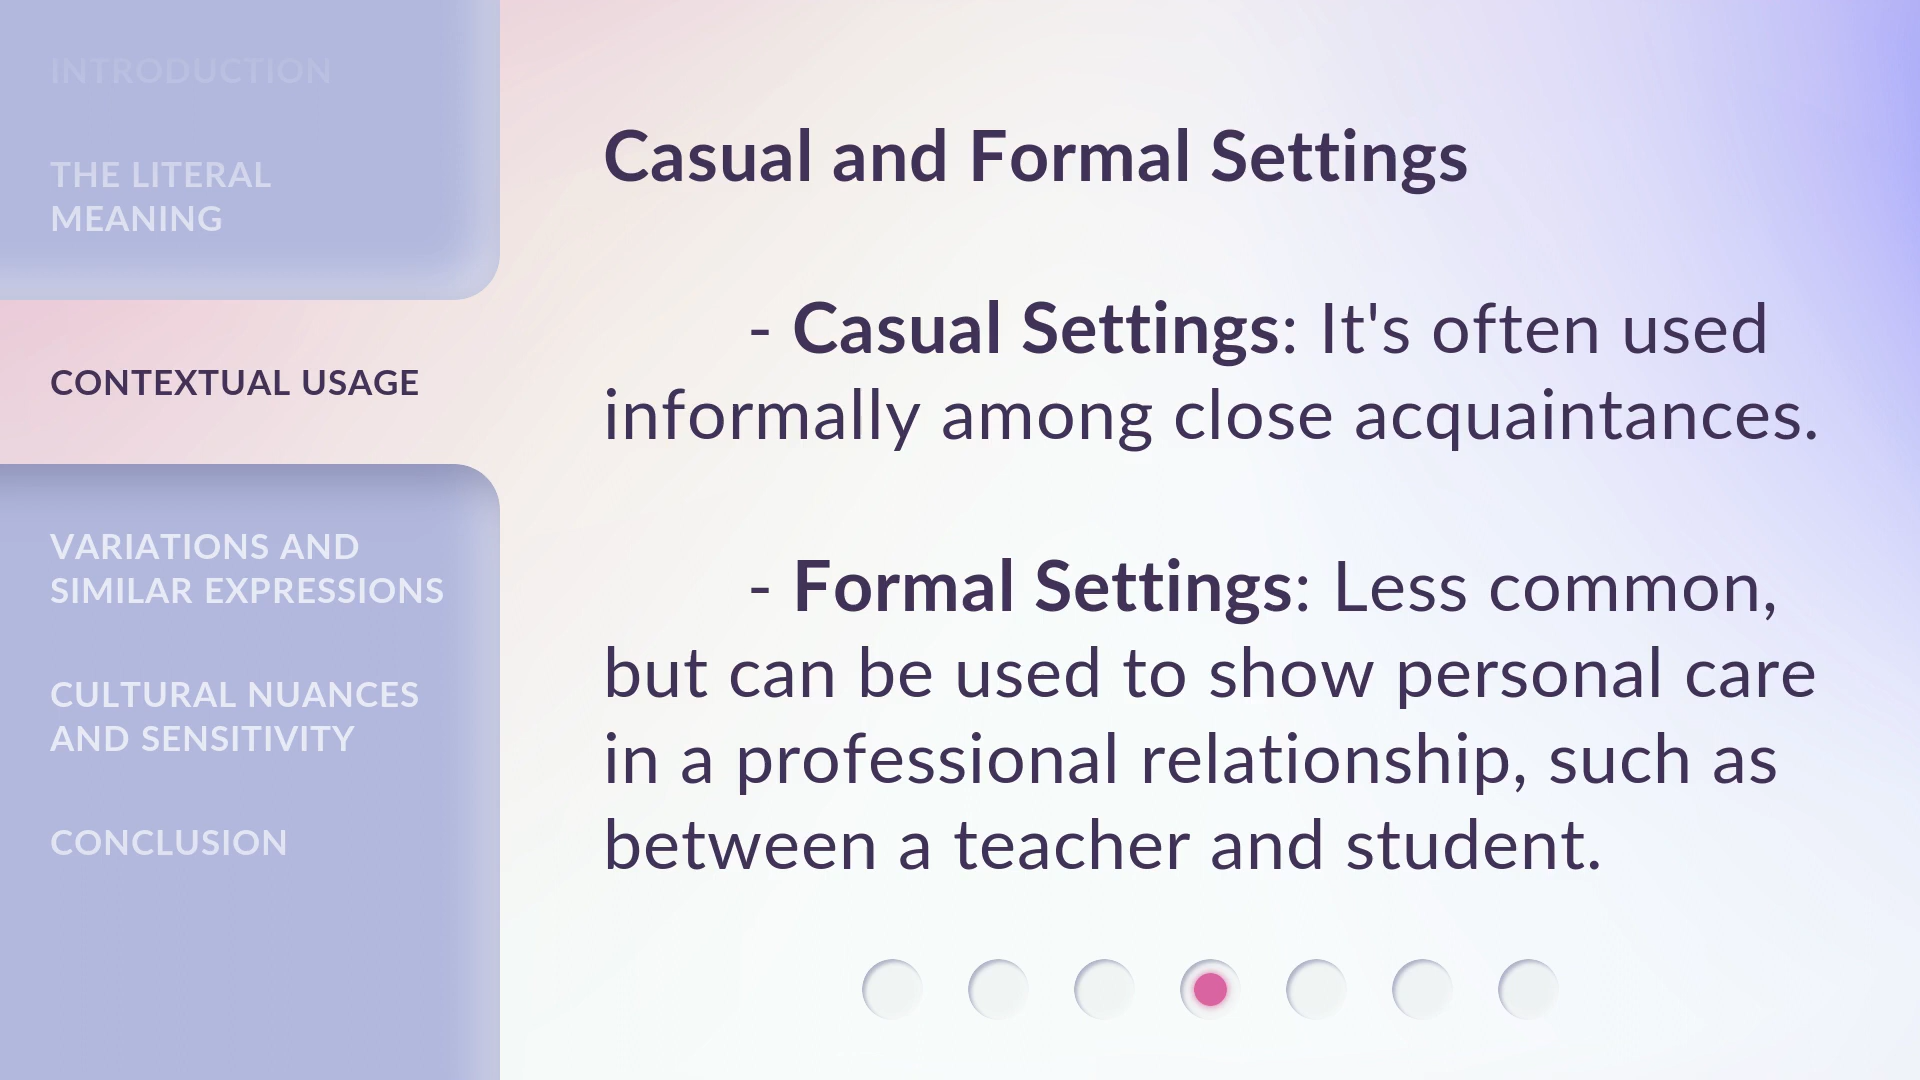 INTRODUCTION
THE LITERAL
MEANING
CONTEXTUAL USAGE
VARIATIONS AND
SIMILAR EXPRESSIONS
CULTURAL NUANCES
AND SENSITIVITY
CONCLUSION
Casual and Formal Settings
- Casual Settings: It's often used
informally among close acquaintances.
- Formal Settings: Less common,
but can be used to show personal care
in a professional relationship, such as
between a teacher and student.